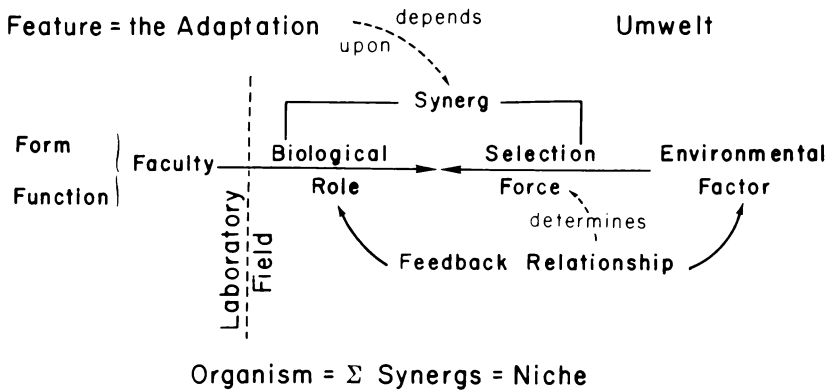 Feature = the Adaptation
depends
upon
Umwelt
Synerg
Form
Function
Faculty
Biological
Role
Selection
Force
Environmental
Factor
determines
Feedback Relationship
Laboratory
Field
Organism = Σ Synergs = Niche